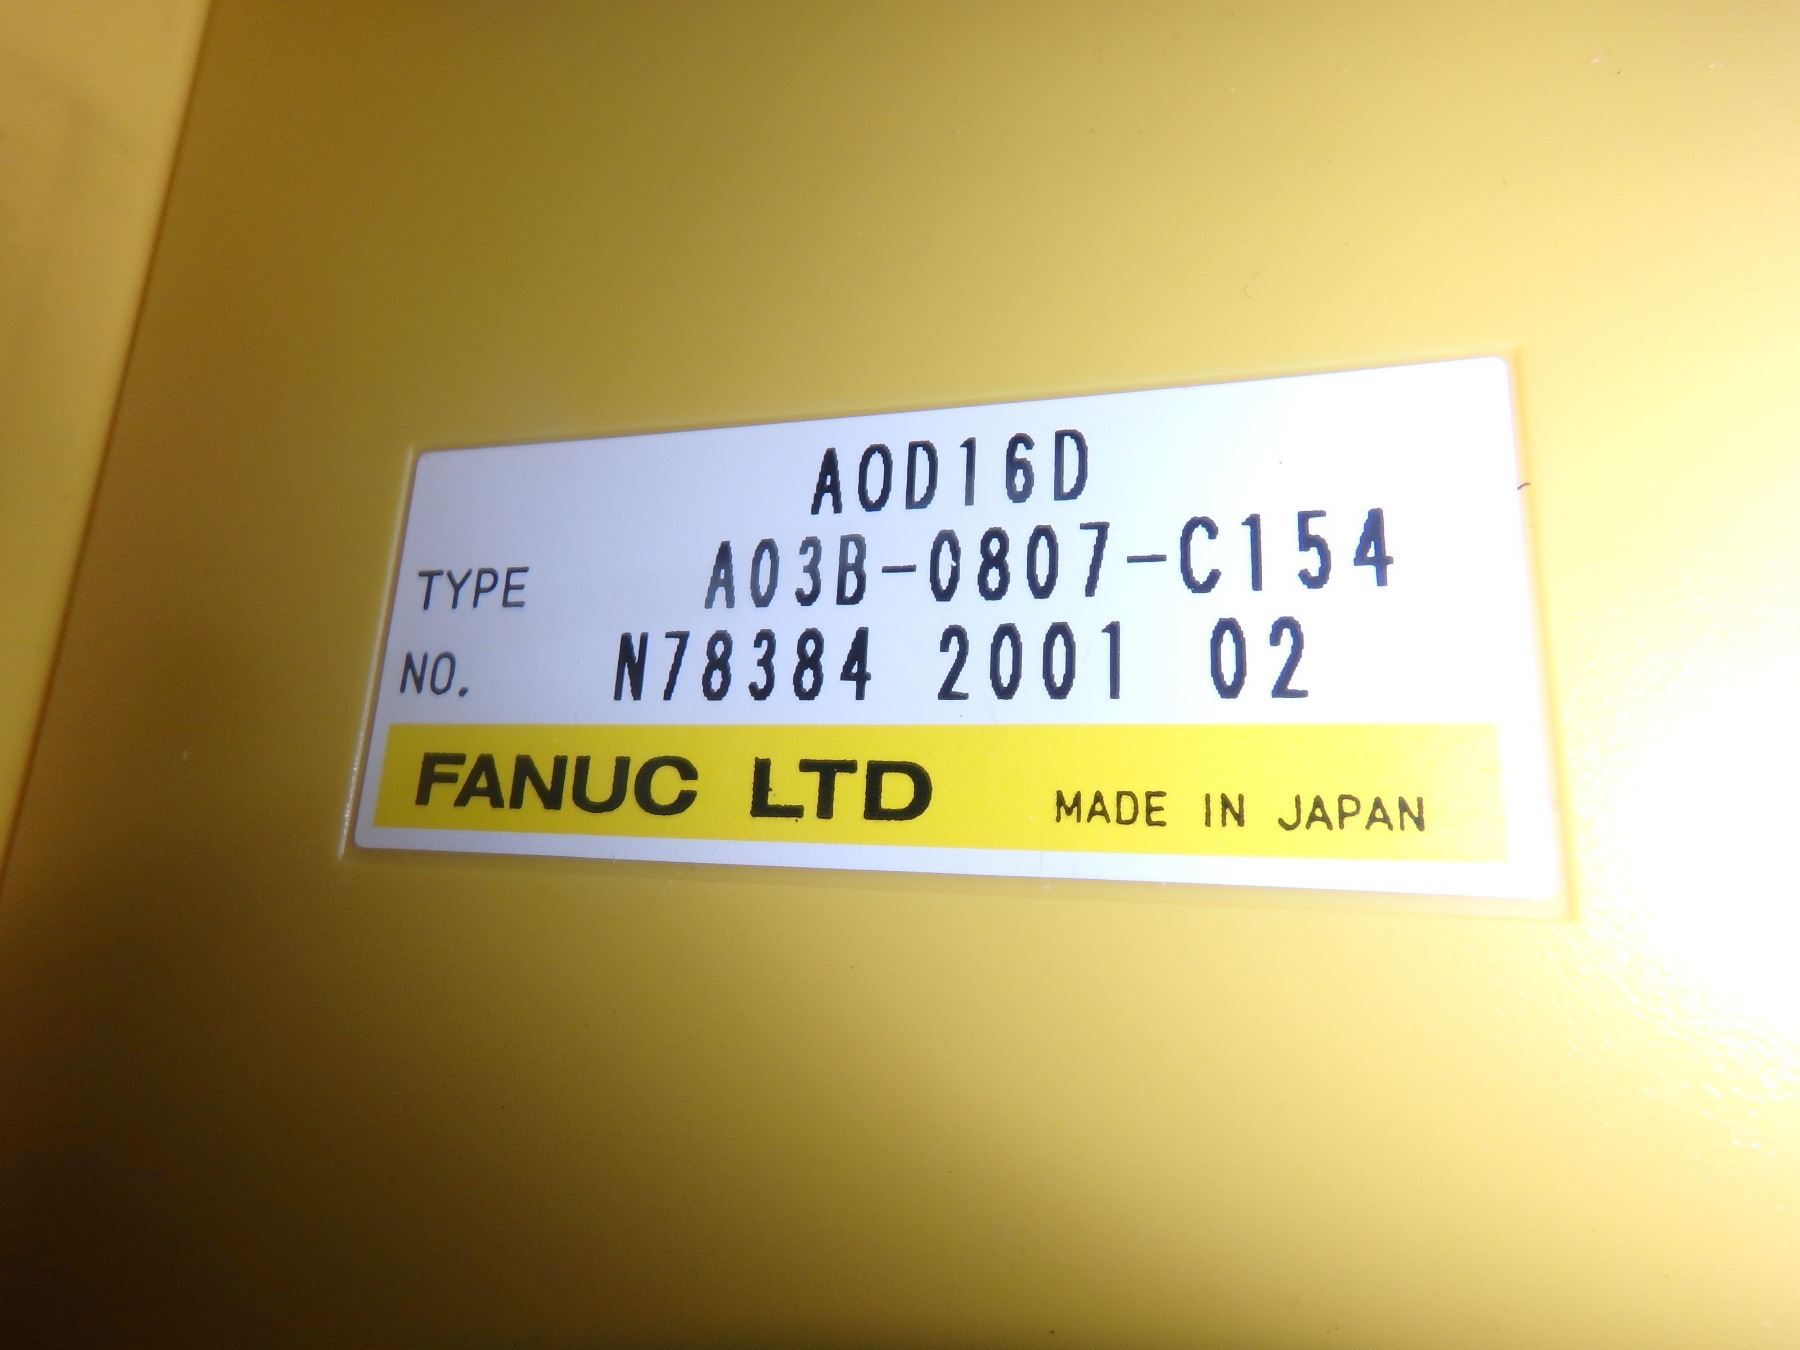 AOD16D
TYPE A03B-0807-C154
NO. N78384 2001 02
FANUC LTD MADE IN JAPAN